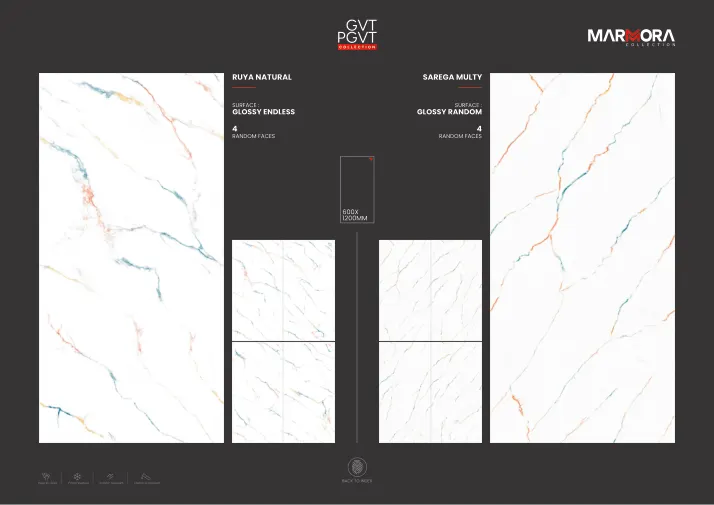 GVT
PGVT
COLLECTION
MARMORA
COLLECTION
RUYA NATURAL
SURFACE :
GLOSSY ENDLESS
4
RANDOM FACES
SAREGA MULTY
SURFACE :
GLOSSY RANDOM
4
RANDOM FACES
600X
1200MM
BACK TO INDEX